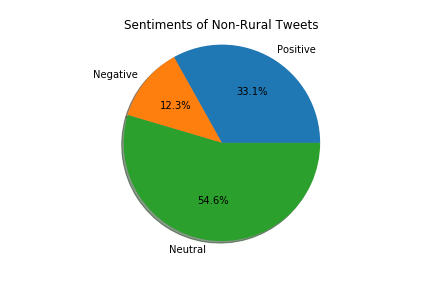 Sentiments of Non-Rural Tweets
Positive
Negative
33.1%
12.3%
54.6%
Neutral